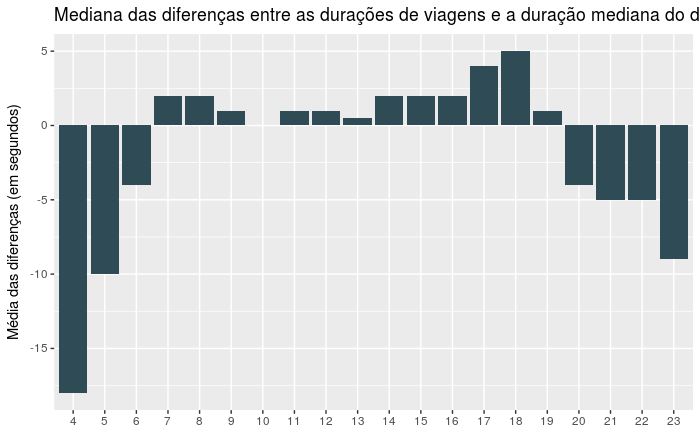 Mediana das diferenças entre as durações de viagens e a duração mediana do d
Média das diferenças (em segundos)
5
0
-5
-10
-15
4 5 6 7 8 9 10 11 12 13 14 15 16 17 18 19 20 21 22 23